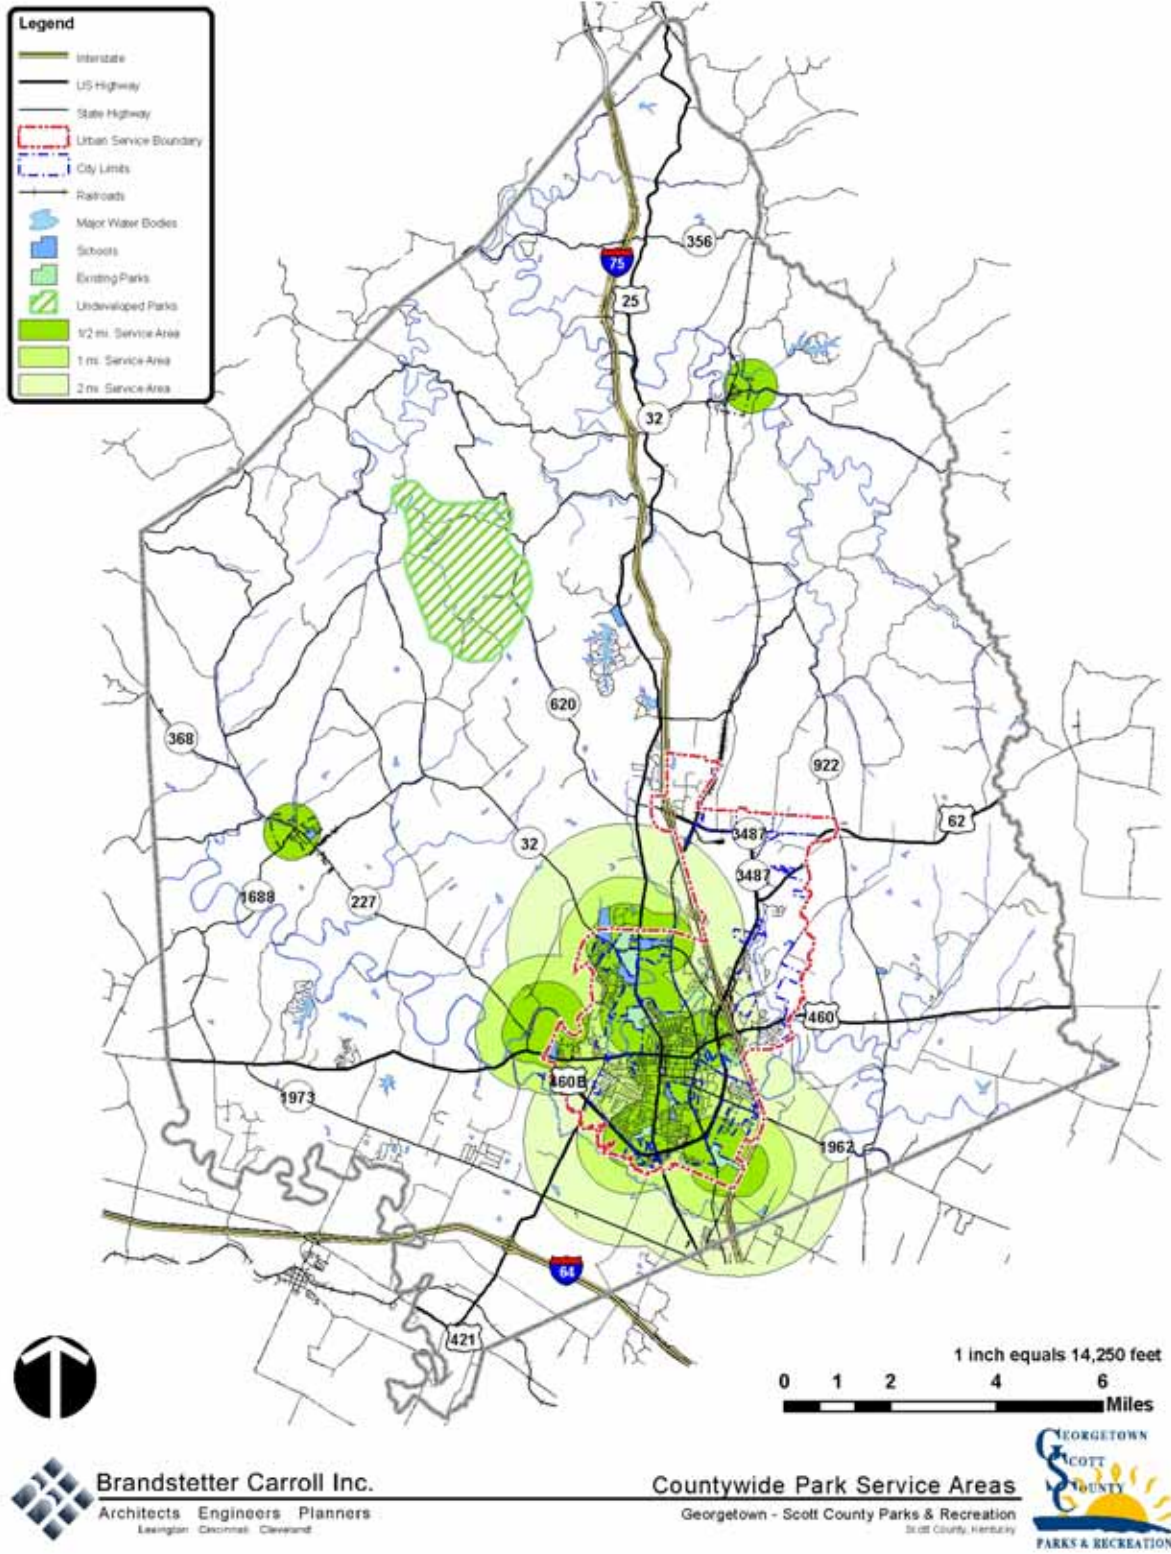 Legend
Interstate
US Highway
State Highway
Urban Service Boundary
City Limits
Railroads
Major Water Bodies
Schools
Existing Parks
Undeveloped Parks
1/2 mi. Service Area
1 mi. Service Area
2 mi. Service Area
356
75
25
32
620
368
922
62
3487
32
3487
1688
227
460
460B
1973
1962
64
421
1 inch equals 14,250 feet
0 1 2 4 6
Miles
Brandstetter Carroll Inc.
Architects Engineers Planners
Lexington Cincinnati Cleveland
Countywide Park Service Areas
Georgetown - Scott County Parks & Recreation
Scott County, Kentucky
GEORGETOWN
SCOTT
COUNTY
PARKS & RECREATION